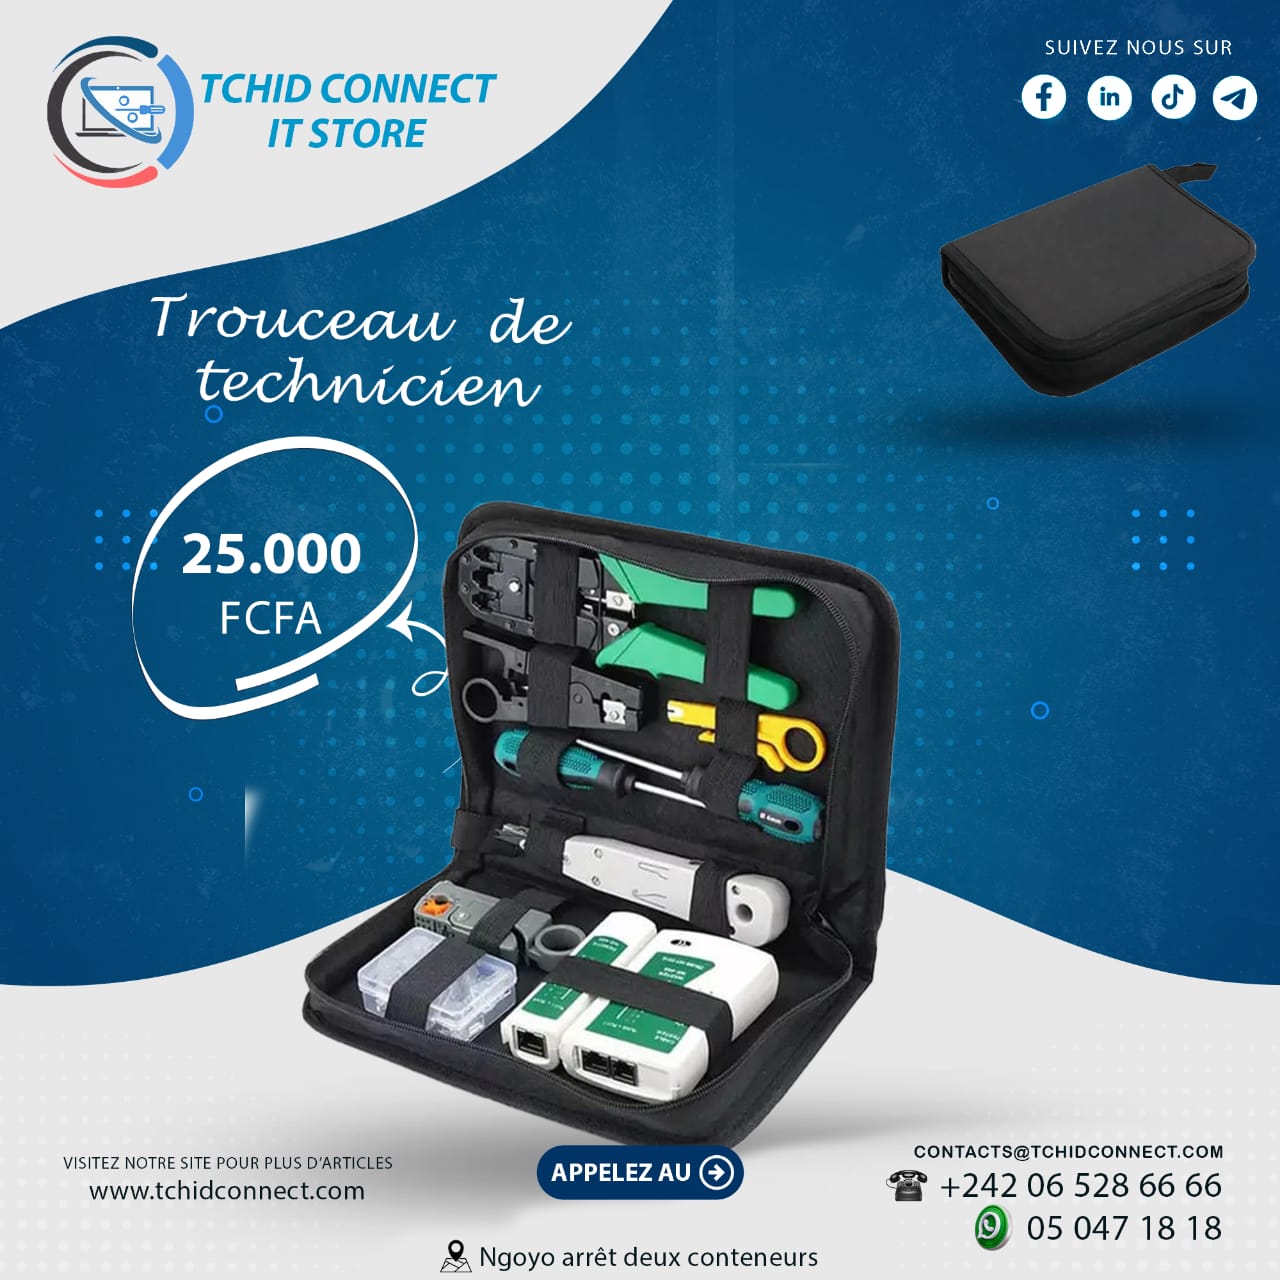 TCHID CONNECT
IT STORE
SUIVEZ NOUS SUR
Trouceau de
technicien
25.000
FCFA
VISITEZ NOTRE SITE POUR PLUS D'ARTICLES
www.tchidconnect.com
APPELEZ AU
CONTACTS@TCHIDCONNECT.COM
+242 06 528 66 66
05 047 18 18
Ngoyo arrêt deux conteneurs